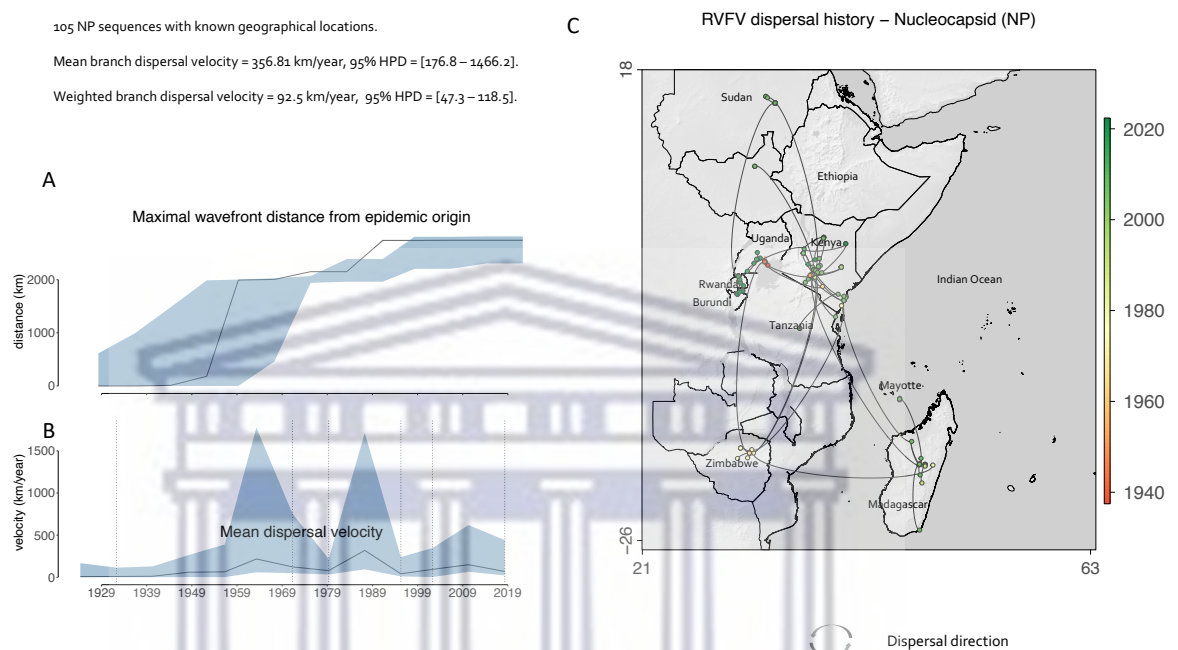 105 NP sequences with known geographical locations.
Mean branch dispersal velocity = 356.81 km/year, 95% HPD = [176.8 – 1466.2].
Weighted branch dispersal velocity = 92.5 km/year, 95% HPD = [47.3 – 118.5].
A
Maximal wavefront distance from epidemic origin
distance (km)
2000
1000
0
B
velocity (km/year)
1500
1000
500
0
Mean dispersal velocity
1929 1939 1949 1959 1969 1979 1989 1999 2009 2019
C
RVFV dispersal history – Nucleocapsid (NP)
18
−26
21
63
Sudan
Ethiopia
Uganda
Kenya
Rwanda
Burundi
Indian Ocean
Tanzania
Mayotte
Zimbabwe
Madagascar
2020
2000
1980
1960
1940
Dispersal direction